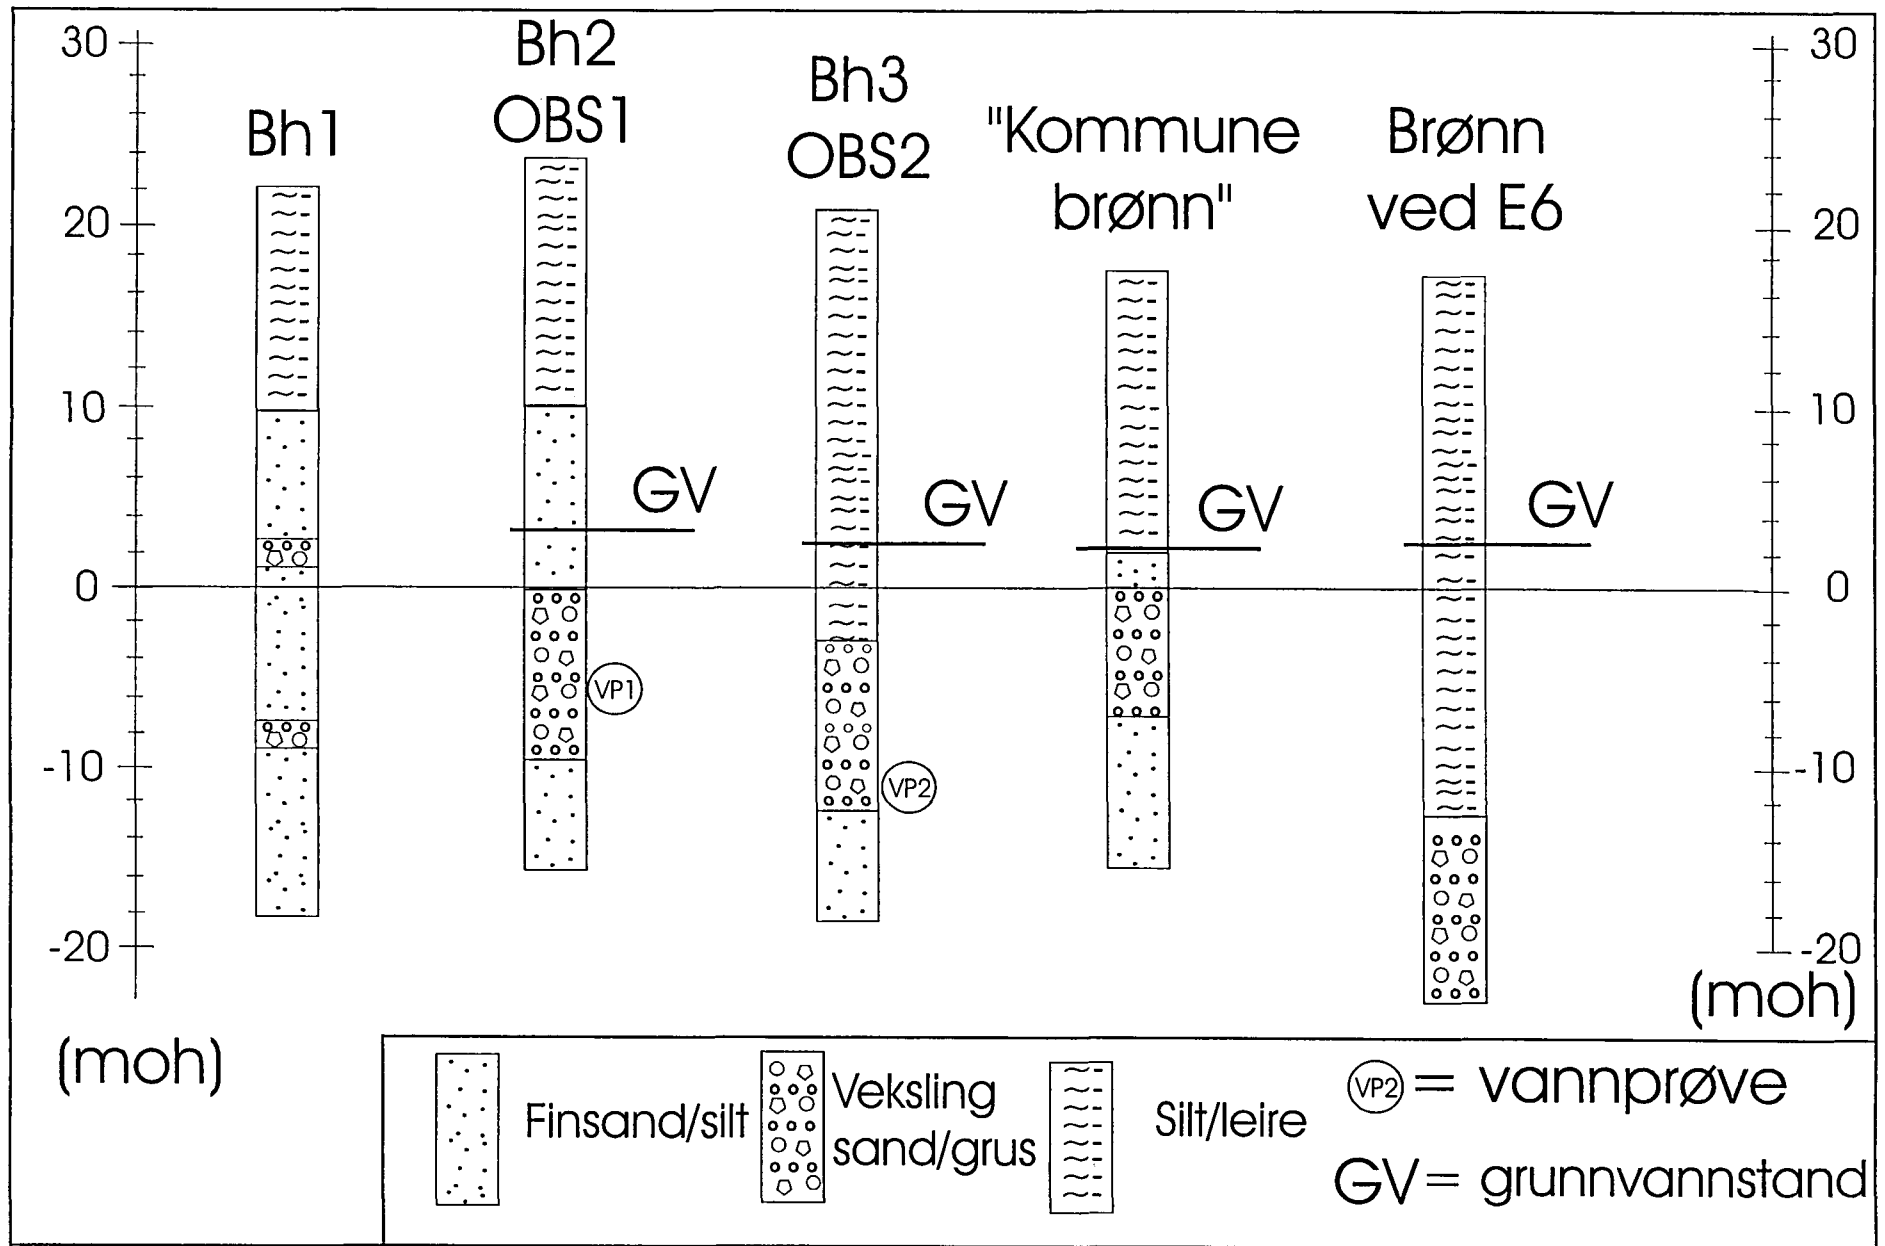 30
20
10
0
-10
-20
(moh)
Bh1
Bh2
OBS1
GV
VP1
Bh3
OBS2
GV
VP2
"Kommune
brønn"
GV
Brønn
ved E6
GV
30
20
10
0
-10
-20
(moh)
Finsand/silt
Veksling
sand/grus
Silt/leire
VP2 = vannprøve
GV = grunnvannstand